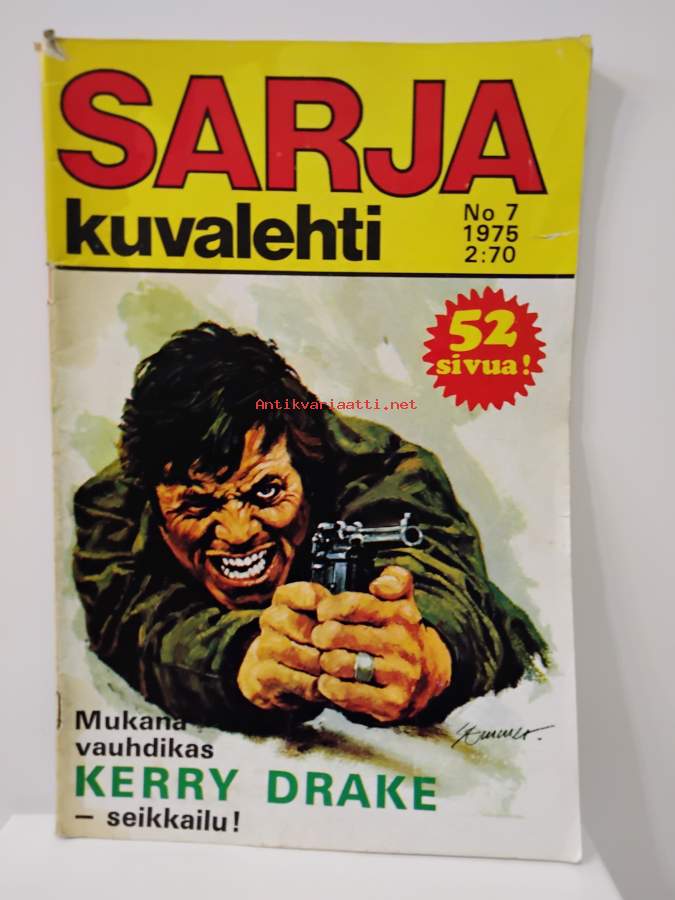 SARJA
kuvalehti
No 7
1975
2:70
52
sivua!
Antikvariaatti.net
Mukana
vauhdikas
KERRY DRAKE
– seikkailu!